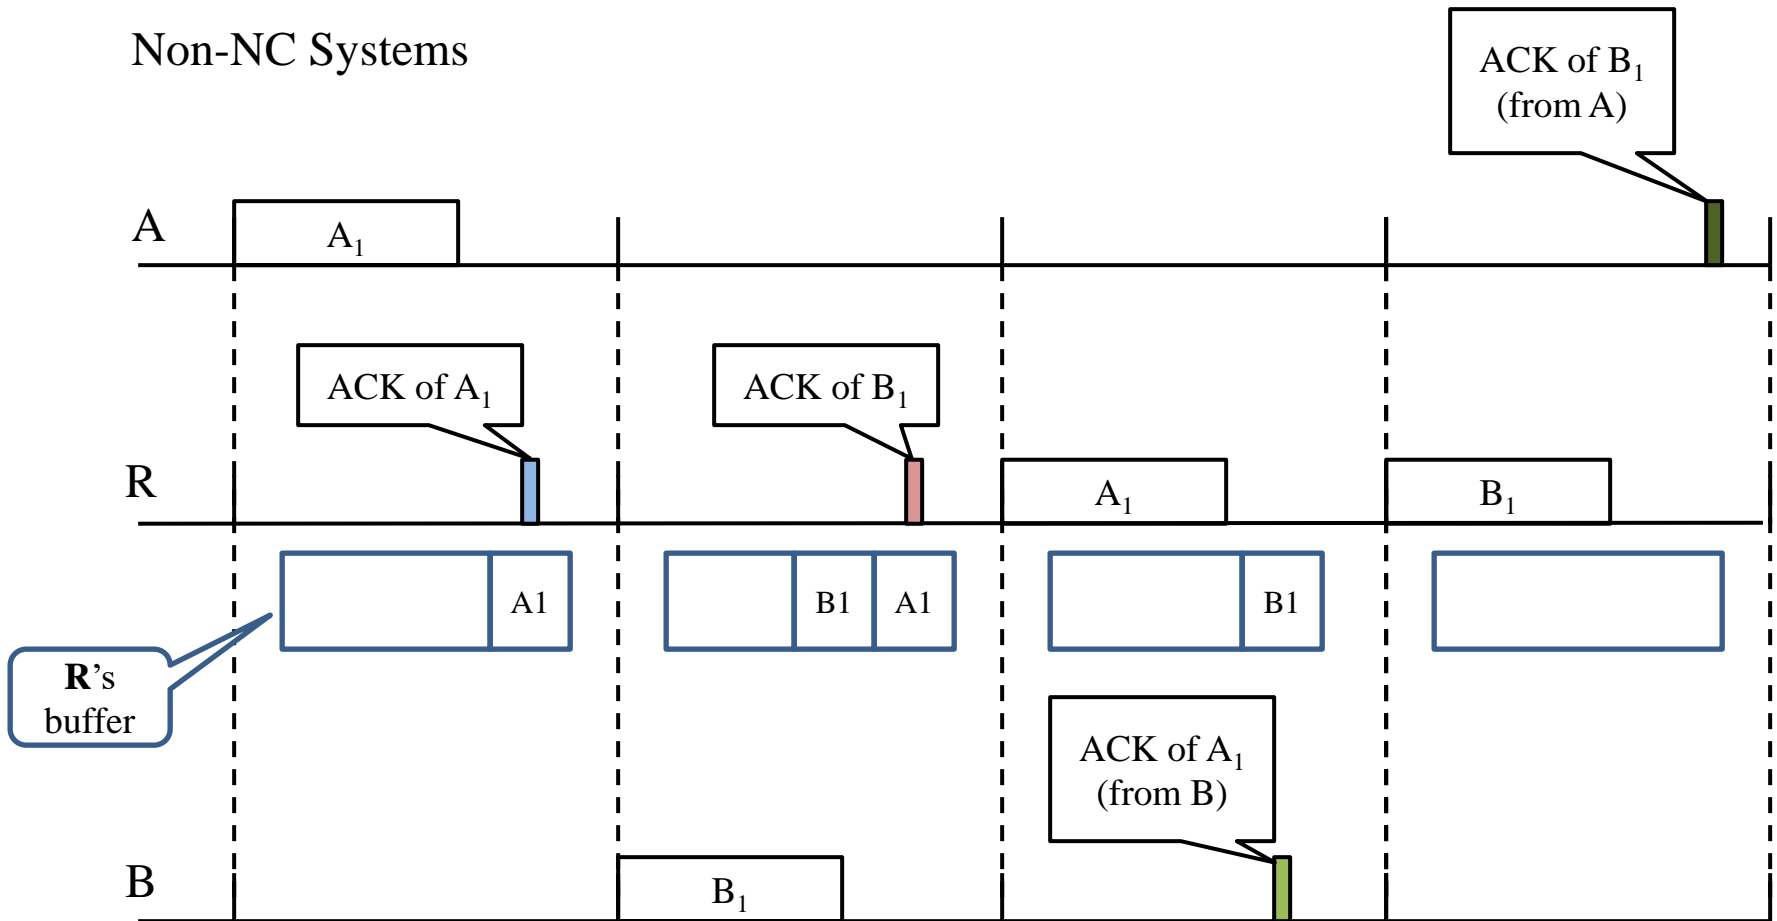 Non-NC Systems
ACK of B₁
(from A)
A
A₁
ACK of A₁
ACK of B₁
R
A₁
B₁
A1
B1
A1
B1
R's
buffer
ACK of A₁
(from B)
B
B₁